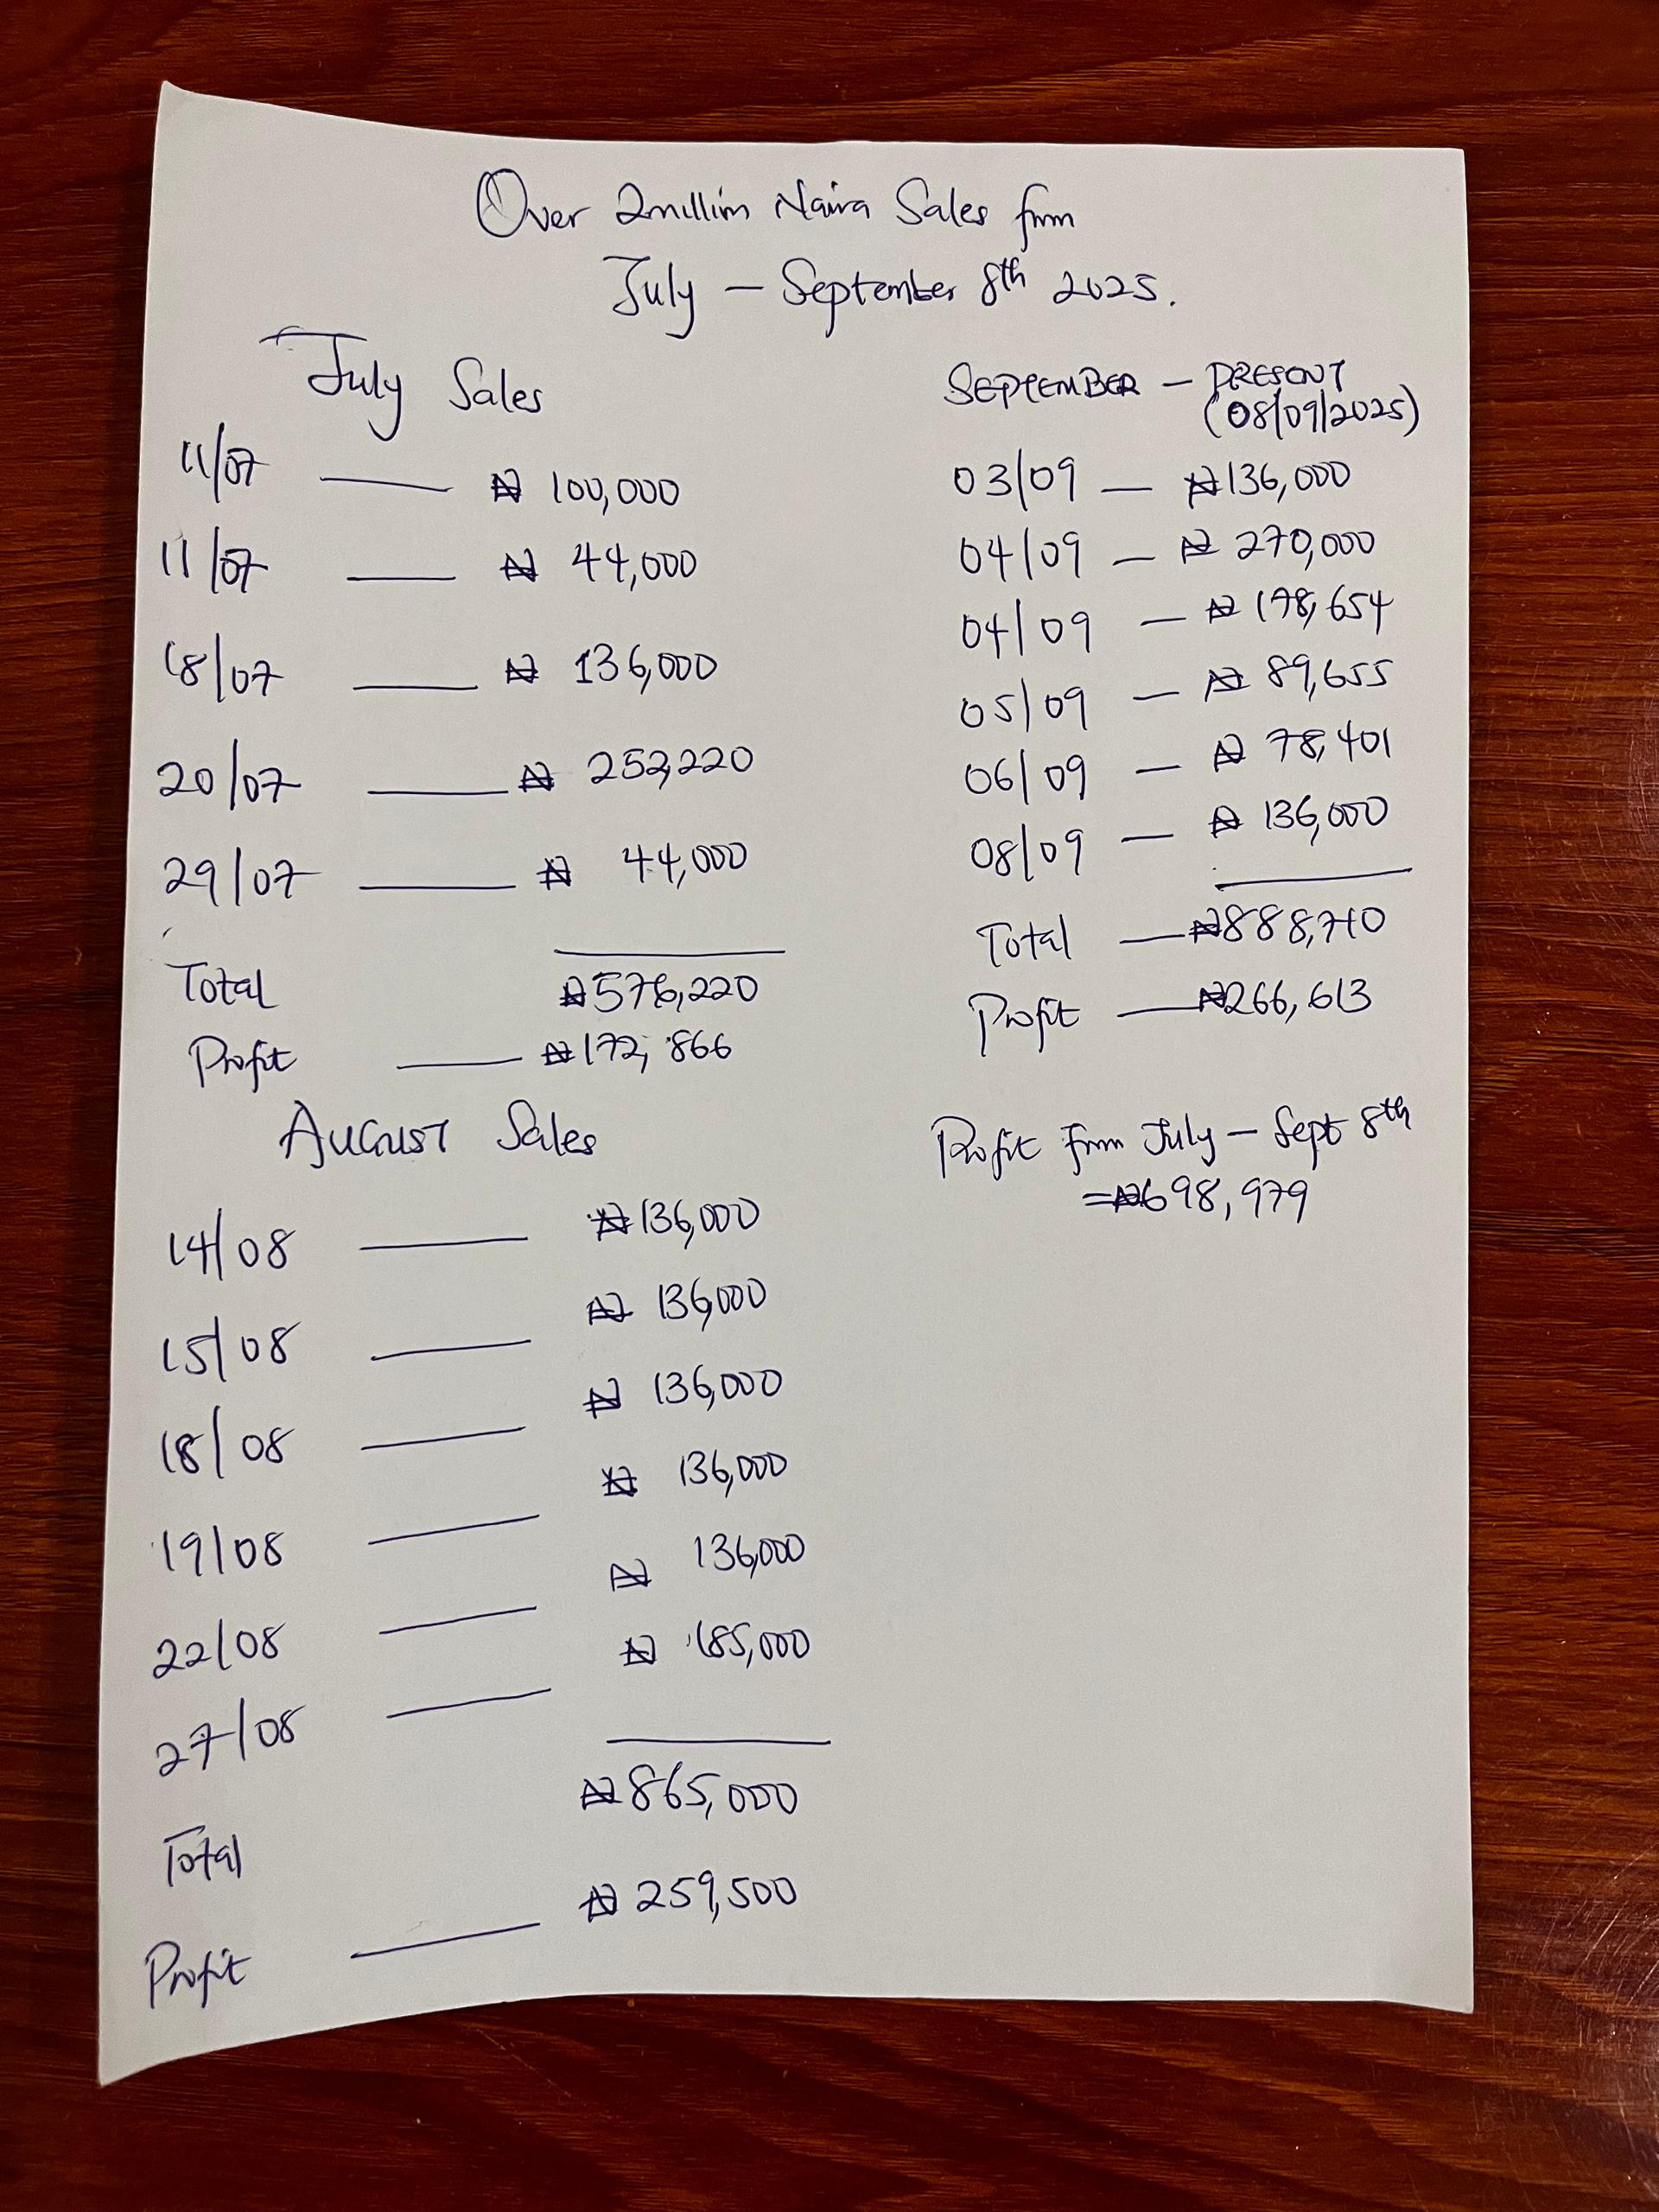 Over 2million Naira Sales from
July - September 8th 2025.
July Sales
11/07 — ₦ 100,000
11/07 — ₦ 44,000
18/07 — ₦ 136,000
20/07 — ₦ 252,220
29/07 — ₦ 44,000
Total ₦576,220
Profit — ₦172,866
AUGUST Sales
14/08 — ₦136,000
15/08 — ₦ 136,000
18/08 — ₦ 136,000
19/08 — ₦ 136,000
22/08 — ₦ 136,000
27/08 — ₦ 185,000
Total ₦865,000
Profit — ₦259,500
SEPTEMBER - PRESENT
(08/09/2025)
03/09 — ₦136,000
04/09 — ₦ 270,000
04/09 — ₦ 178,654
05/09 — ₦ 89,655
06/09 — ₦ 78,401
08/09 — ₦ 136,000
Total — ₦888,710
Profit — ₦266,613
Profit from July - Sept 8th
=₦698,979